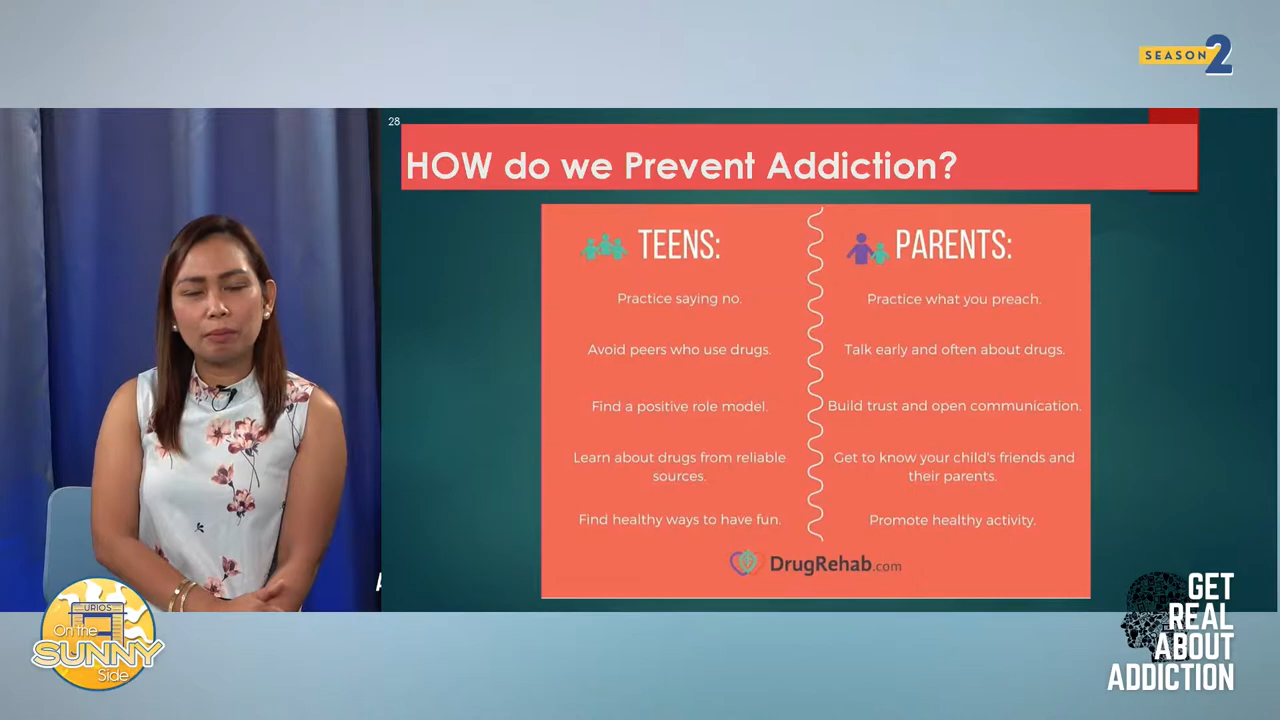 SEASON 2
28
HOW do we Prevent Addiction?
TEENS:
Practice saying no.
Avoid peers who use drugs.
Find a positive role model.
Learn about drugs from reliable
sources.
Find healthy ways to have fun.
PARENTS:
Practice what you preach.
Talk early and often about drugs.
Build trust and open communication.
Get to know your child's friends and
their parents.
Promote healthy activity.
DrugRehab.com
A
URIOS
On the
SUNNY
Side
GET
REAL
ABOUT
ADDICTION